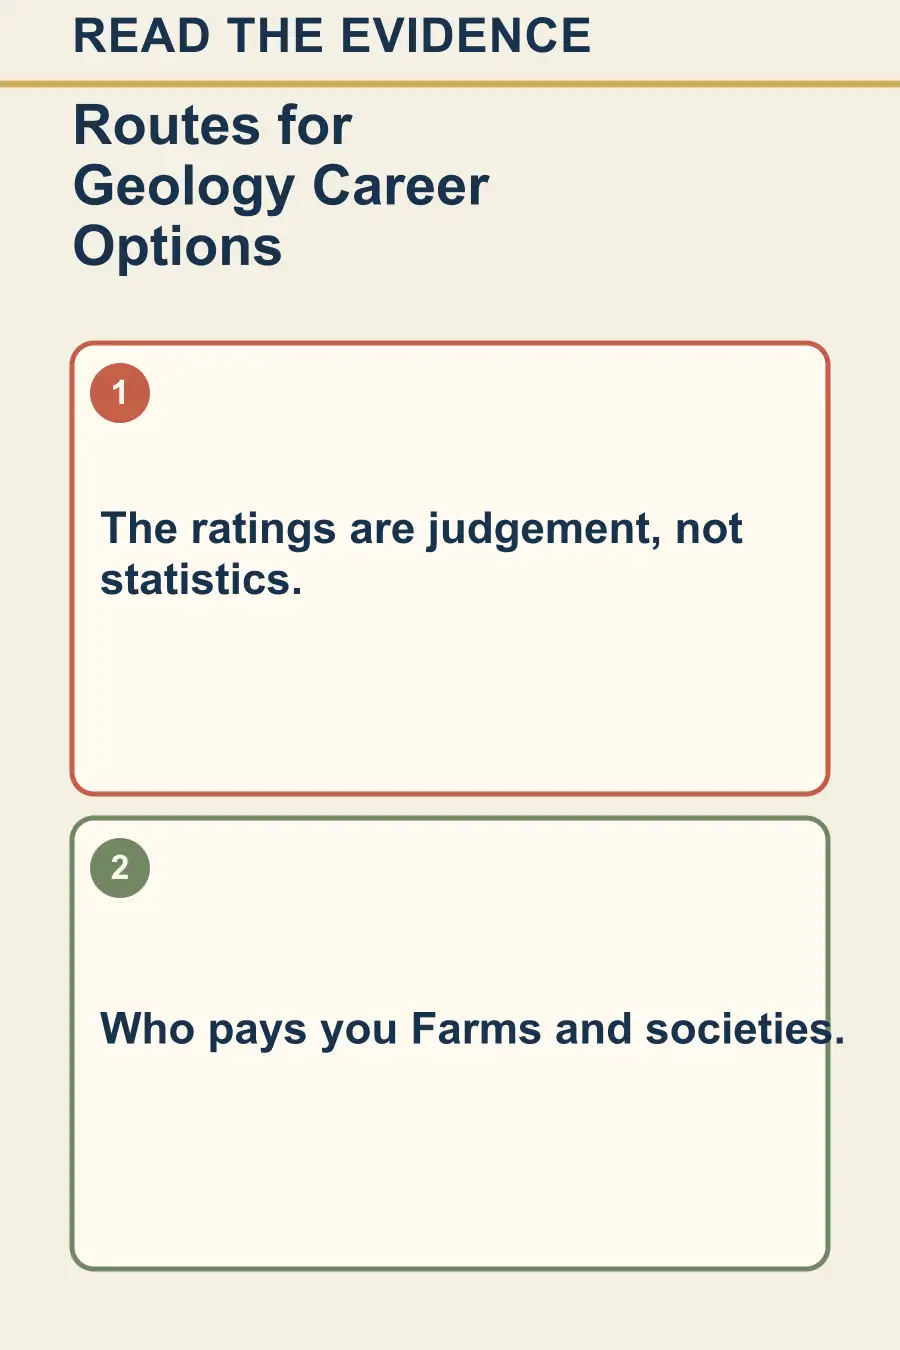 READ THE EVIDENCE
Routes for
Geology Career
Options
1
The ratings are judgement, not
statistics.
2
Who pays you Farms and societies.